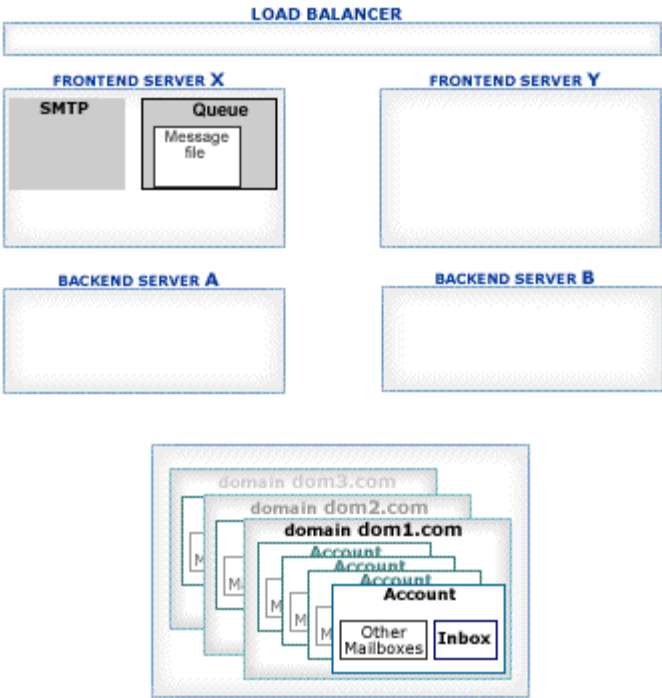 LOAD BALANCER
FRONTEND SERVER X
FRONTEND SERVER Y
SMTP
Queue
Message
file
BACKEND SERVER A
BACKEND SERVER B
domain dom3.com
domain dom2.com
domain dom1.com
Account
Account
Account
Account
M
M
M
M
M
Other
Mailboxes
Inbox